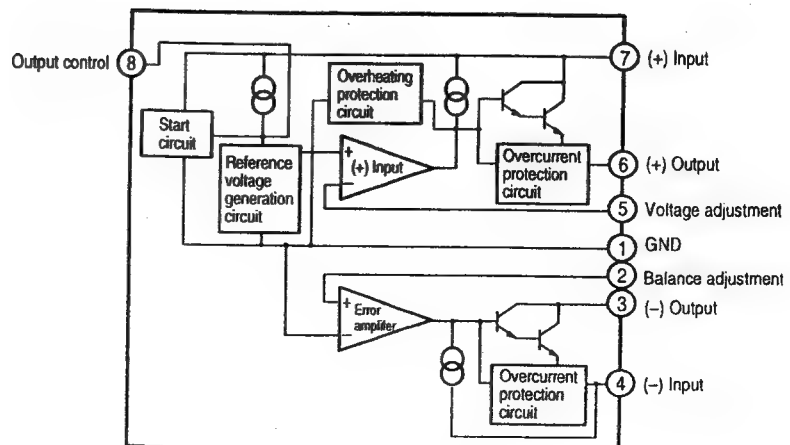 Output control 8
7 (+) Input
Overheating
protection
circuit
Start
circuit
Reference
voltage
generation
circuit
+
(+) Input
−
Overcurrent
protection
circuit
6 (+) Output
5 Voltage adjustment
1 GND
2 Balance adjustment
3 (−) Output
+
Error
amplifer
−
Overcurrent
protection
circuit
4 (−) Input